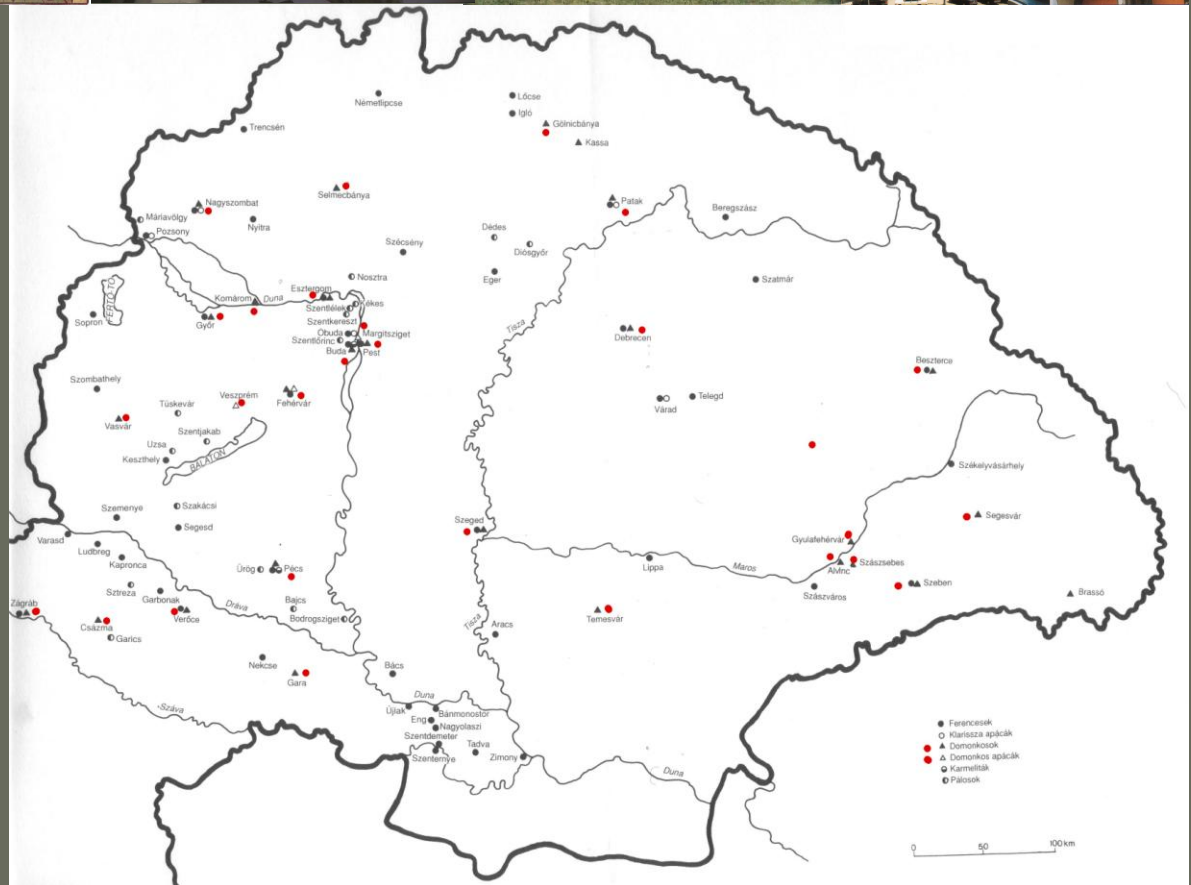 Németlipcse
Lőcse
Igló
Gölnicbánya
Kassa
Trencsén
Selmecbánya
Nagyszombat
Patak
Máriavölgy
Nyitra
Beregszász
Pozsony
Dédes
Szécsény
Diósgyőr
Eger
Nosztra
Szatmár
FERTŐ-TÓ
Esztergom
Komárom
Duna
Szentlélek
Kékes
Sopron
Győr
Szentkereszt
Tisza
Óbuda
Margitsziget
Debrecen
Szentlőrinc
Buda
Pest
Beszterce
Szombathely
Veszprém
Fehérvár
Telegd
Várad
Tüskevár
Vasvár
Szentjakab
Uzsa
Keszthely
BALATON
Székelyvásárhely
Szemenye
Szakácsi
Segesd
Szeged
Segesvár
Varasd
Gyulafehérvár
Ludbreg
Kapronca
Lippa
Maros
Alvinc
Szászsebes
Ürög
Pécs
Szászváros
Szeben
Brassó
Sztreza
Garbonak
Dráva
Bajcs
Zágráb
Verőce
Bodrogsziget
Temesvár
Csázma
Tisza
Aracs
Garics
Nekcse
Bács
Gara
Száva
Duna
Újlak
Bánmonostor
Eng
Nagyolaszi
Szentdemeter
Tadva
Szenternye
Zimony
Duna
Ferencesek
Klarissza apácák
Domonkosok
Domonkos apácák
Karmeliták
Pálosok
0 50 100 km